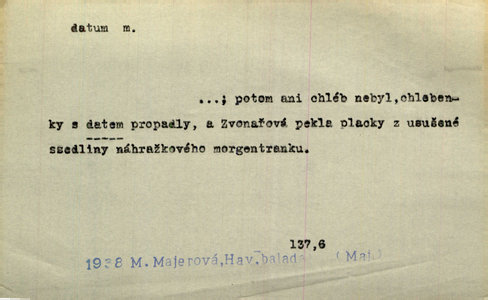 datum m.
...; potom ani chléb nebyl,chleben-
ky s datem propadly, a Zvonařová pekla placky z usušené
ssedliny náhražkového morgentranku.
137,6
1938 M. Majerová,Hav.balada (Maj)